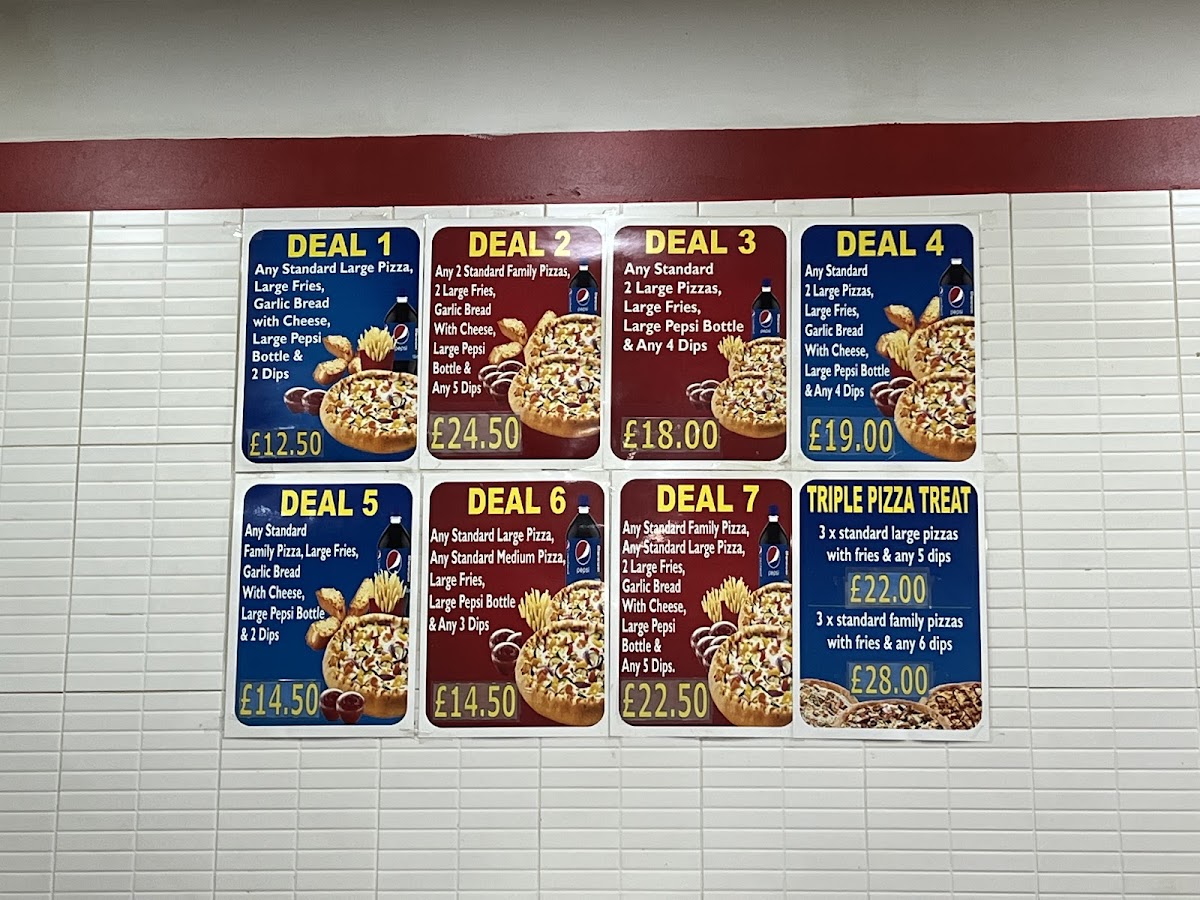 DEAL 1
Any Standard Large Pizza,
Large Fries,
Garlic Bread
with Cheese,
Large Pepsi
Bottle &
2 Dips
£12.50
DEAL 2
Any 2 Standard Family Pizzas,
2 Large Fries,
Garlic Bread
With Cheese,
Large Pepsi
Bottle &
Any 5 Dips
£24.50
DEAL 3
Any Standard
2 Large Pizzas,
Large Fries,
Large Pepsi Bottle
& Any 4 Dips
£18.00
DEAL 4
Any Standard
2 Large Pizzas,
Large Fries,
Garlic Bread
With Cheese,
Large Pepsi Bottle
& Any 4 Dips
£19.00
DEAL 5
Any Standard
Family Pizza, Large Fries,
Garlic Bread
With Cheese,
Large Pepsi Bottle
& 2 Dips
£14.50
DEAL 6
Any Standard Large Pizza,
Any Standard Medium Pizza,
Large Fries,
Large Pepsi Bottle
& Any 3 Dips
pepsi
£14.50
DEAL 7
Any Standard Family Pizza,
Any Standard Large Pizza,
2 Large Fries,
Garlic Bread
With Cheese,
Large Pepsi
Bottle &
Any 5 Dips.
pepsi
£22.50
TRIPLE PIZZA TREAT
3 x standard large pizzas
with fries & any 5 dips
£22.00
3 x standard family pizzas
with fries & any 6 dips
£28.00